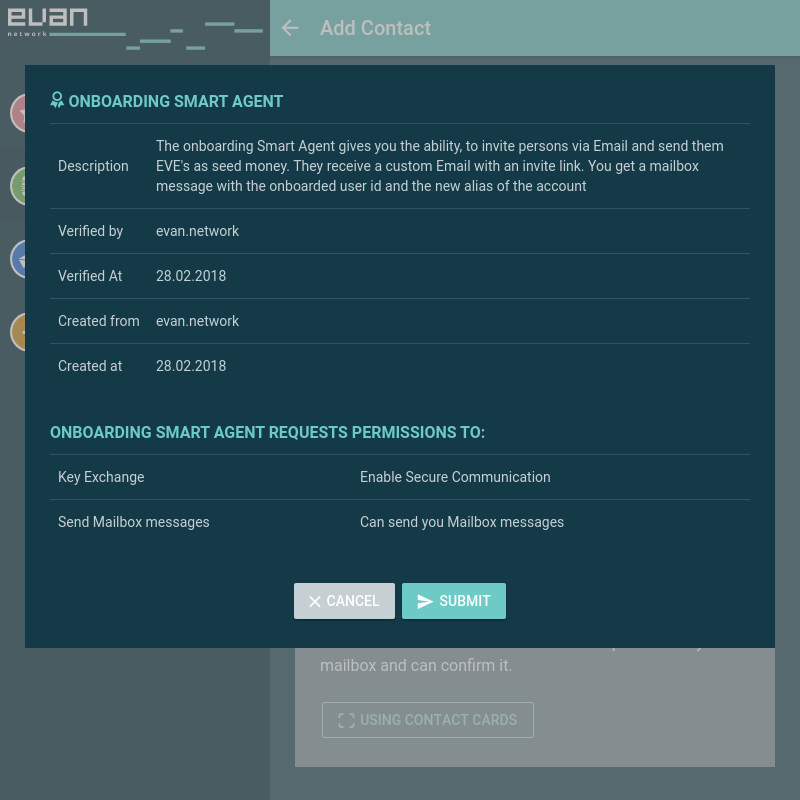 evan
network
Add Contact
ONBOARDING SMART AGENT
Description
The onboarding Smart Agent gives you the ability, to invite persons via Email and send them
EVE's as seed money. They receive a custom Email with an invite link. You get a mailbox
message with the onboarded user id and the new alias of the account
Verified by evan.network
Verified At 28.02.2018
Created from evan.network
Created at 28.02.2018
ONBOARDING SMART AGENT REQUESTS PERMISSIONS TO:
Key Exchange Enable Secure Communication
Send Mailbox messages Can send you Mailbox messages
CANCEL SUBMIT
mailbox and can confirm it.
USING CONTACT CARDS